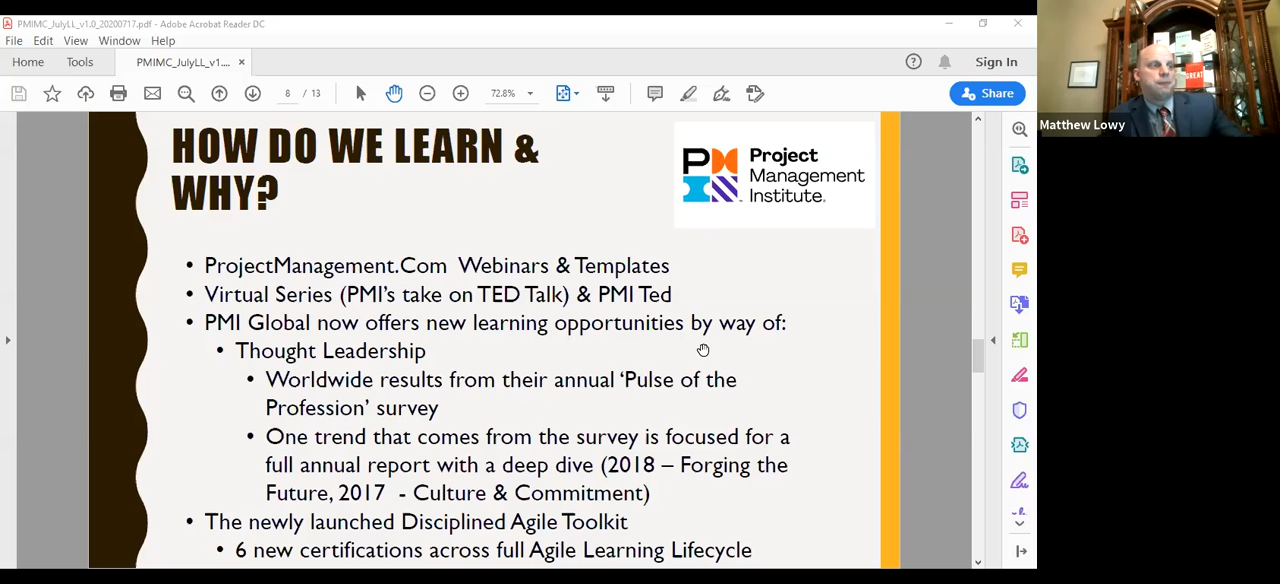 PMIMC_JulyLL_v1.0_20200717.pdf - Adobe Acrobat Reader DC
File Edit View Window Help
Home Tools PMIMC_JulyLL_v1.... ×
Sign In
8 / 13 72.8% Share
Matthew Lowy
GREAT
HOW DO WE LEARN &
WHY?
PM
Project
Management
Institute.
• ProjectManagement.Com Webinars & Templates
• Virtual Series (PMI's take on TED Talk) & PMI Ted
• PMI Global now offers new learning opportunities by way of:
• Thought Leadership
• Worldwide results from their annual 'Pulse of the
Profession' survey
• One trend that comes from the survey is focused for a
full annual report with a deep dive (2018 – Forging the
Future, 2017 - Culture & Commitment)
• The newly launched Disciplined Agile Toolkit
• 6 new certifications across full Agile Learning Lifecycle